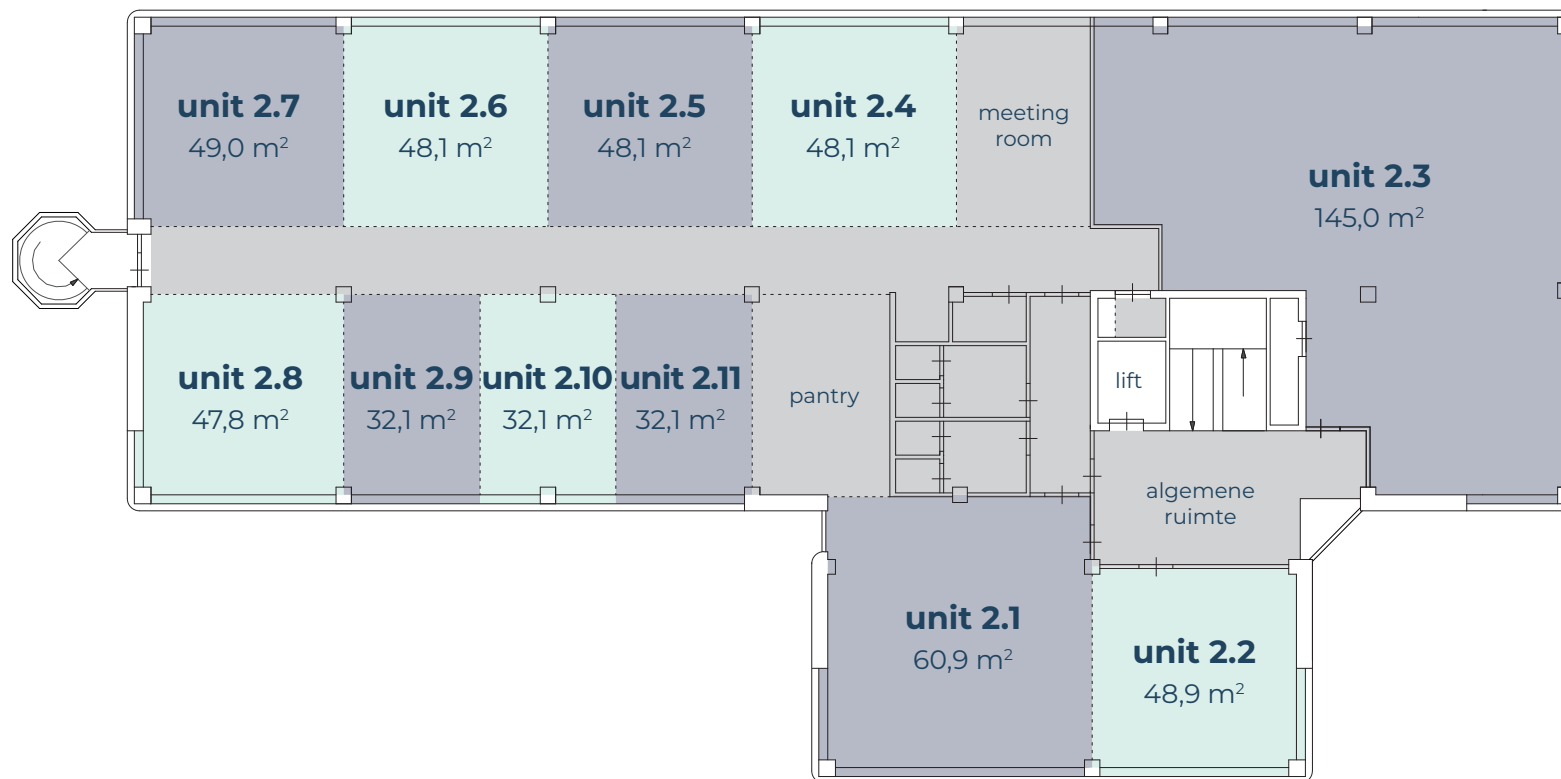 unit 2.7
49,0 m²
unit 2.6
48,1 m²
unit 2.5
48,1 m²
unit 2.4
48,1 m²
meeting
room
unit 2.3
145,0 m²
unit 2.8
47,8 m²
unit 2.9
32,1 m²
unit 2.10
32,1 m²
unit 2.11
32,1 m²
pantry
lift
algemene
ruimte
unit 2.1
60,9 m²
unit 2.2
48,9 m²